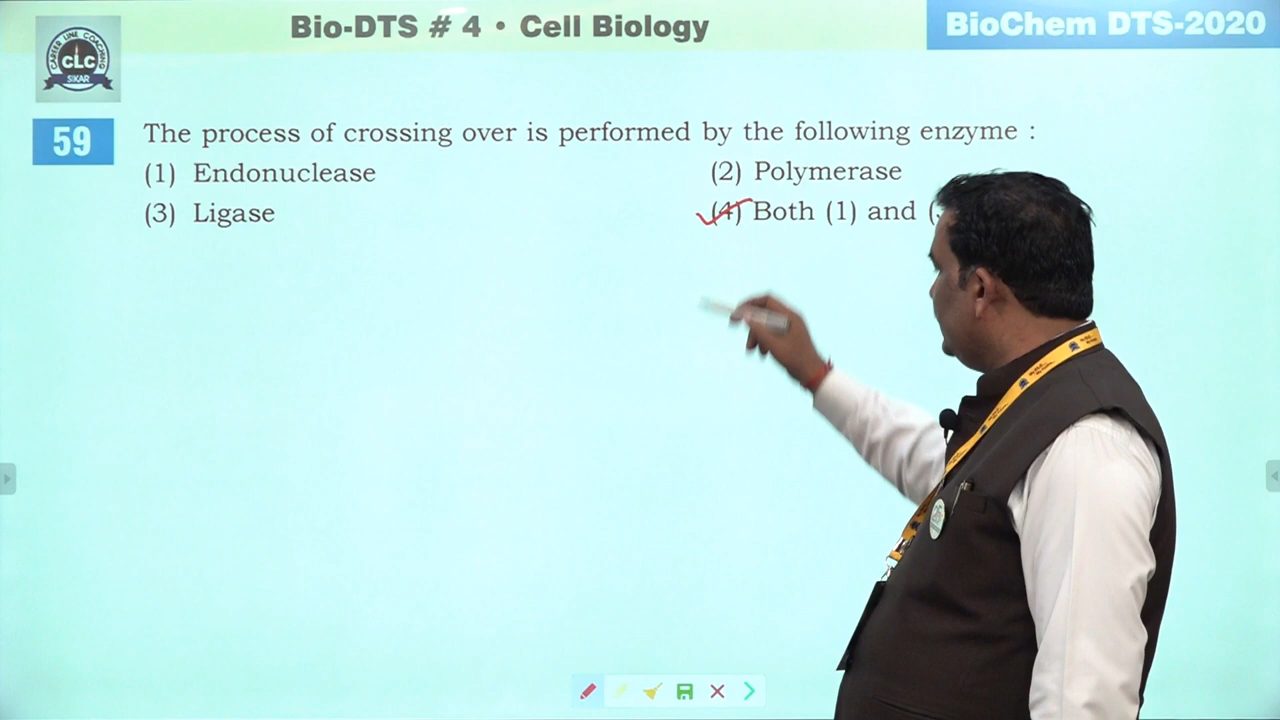 Bio-DTS # 4 • Cell Biology
BioChem DTS-2020
CAREER LINE COACHING
CLC
SIKAR
59
The process of crossing over is performed by the following enzyme :
(1) Endonuclease
(2) Polymerase
(3) Ligase
(4) Both (1) and (